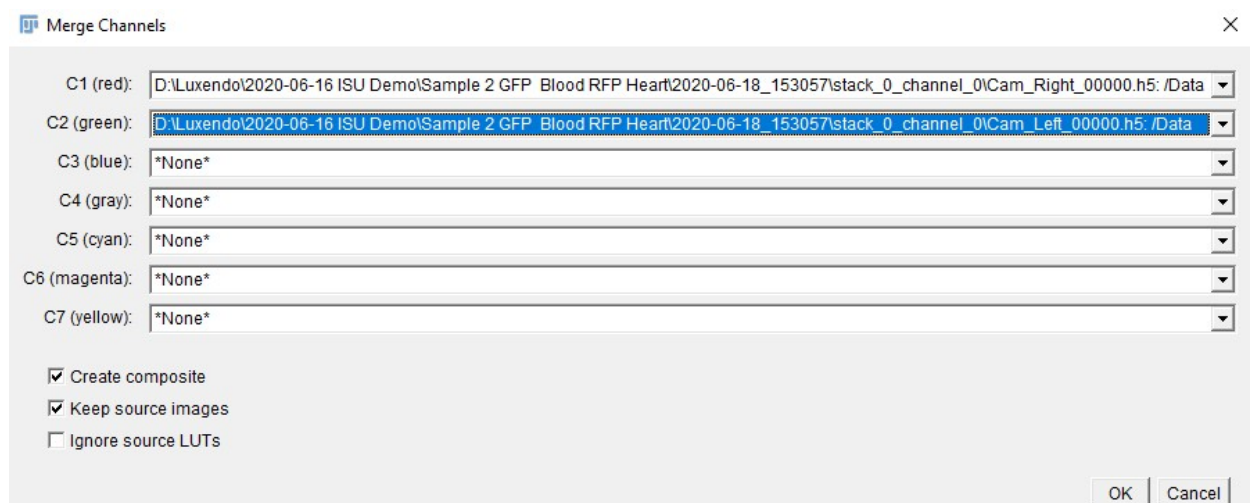 Merge Channels
C1 (red): D:\Luxendo\2020-06-16 ISU Demo\Sample 2 GFP  Blood RFP Heart\2020-06-18_153057\stack_0_channel_0\Cam_Right_00000.h5: /Data
C2 (green): D:\Luxendo\2020-06-16 ISU Demo\Sample 2 GFP  Blood RFP Heart\2020-06-18_153057\stack_0_channel_0\Cam_Left_00000.h5: /Data
C3 (blue): *None*
C4 (gray): *None*
C5 (cyan): *None*
C6 (magenta): *None*
C7 (yellow): *None*
Create composite
Keep source images
Ignore source LUTs
OK Cancel